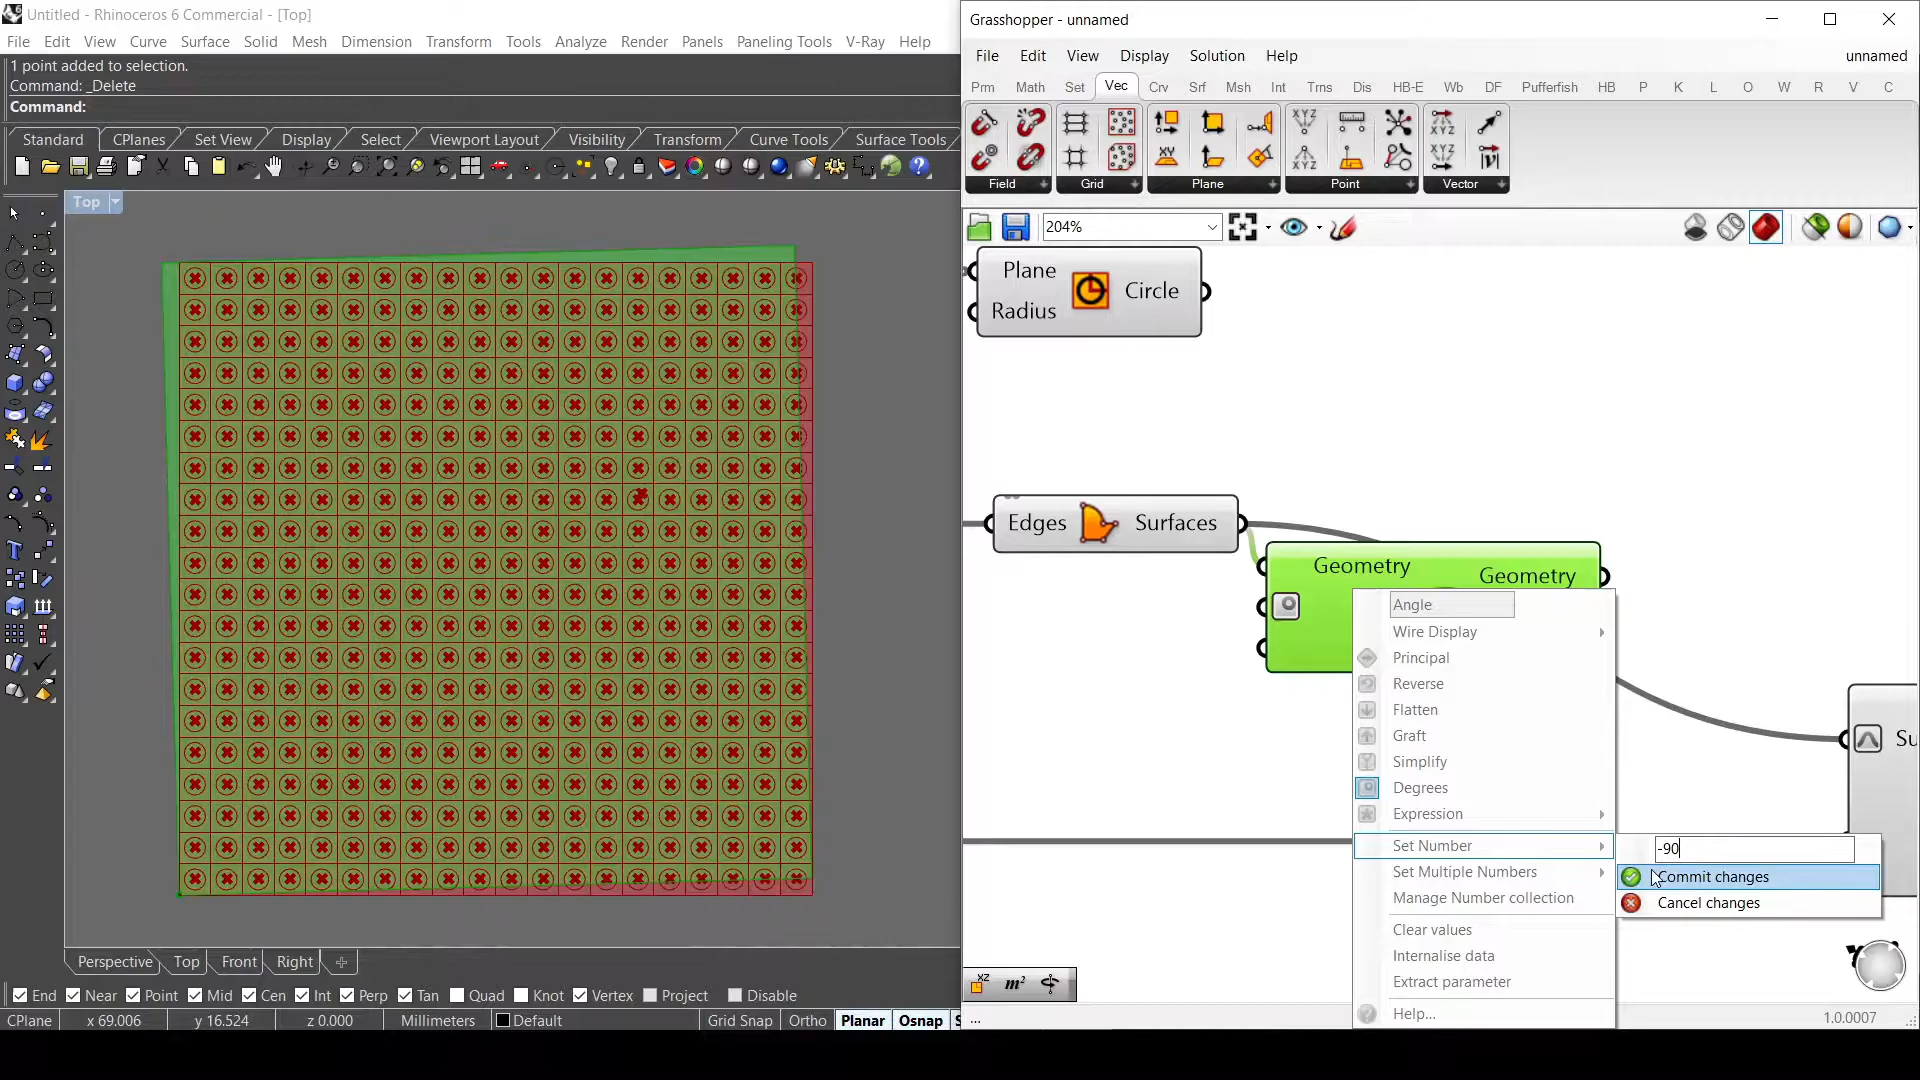 Untitled - Rhinoceros 6 Commercial - [Top]
File Edit View Curve Surface Solid Mesh Dimension Transform Tools Analyze Render Panels Paneling Tools V-Ray Help
1 point added to selection.
Command: _Delete
Command:
Standard CPlanes Set View Display Select Viewport Layout Visibility Transform Curve Tools Surface Tools
Top
Perspective Top Front Right
End Near Point Mid Cen Int Perp Tan Quad Knot Vertex Project Disable
CPlane x 69.006 y 16.524 z 0.000 Millimeters Default Grid Snap Ortho Planar Osnap S
Grasshopper - unnamed
File Edit View Display Solution Help unnamed
Prm Math Set Vec Crv Srf Msh Int Trns Dis HB-E Wb DF Pufferfish HB P K L O W R V C
Field Grid Plane Point Vector
204%
Plane
Radius
Circle
Edges Surfaces
Geometry Geometry
Su
Angle
Wire Display
Principal
Reverse
Flatten
Graft
Simplify
Degrees
Expression
Set Number
Set Multiple Numbers
Manage Number collection
Clear values
Internalise data
Extract parameter
Help...
-90
Commit changes
Cancel changes
XZ m²
... 1.0.0007